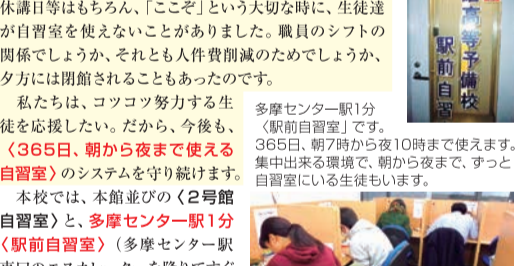 休講日等はもちろん、「ここぞ」という大切な時に、生徒達
が自習室を使えないことがありました。職員のシフトの
関係でしょうか、それとも人件費削減のためでしょうか、
夕方には閉館されることもあったのです。
　私たちは、コツコツ努力する生
徒を応援したい。だから、今後も、
〈365日、朝から夜まで使える
自習室〉のシステムを守り続けます。
　本校では、本館並びの〈2号館
自習室〉と、多摩センター駅1分
〈駅前自習室〉（多摩センター駅
高等予備校
駅前自習
多摩センター駅1分
〈駅前自習室」です。
365日、朝7時から夜10時まで使えます。
集中出来る環境で、朝から夜まで、ずっと
自習室にいる生徒もいます。